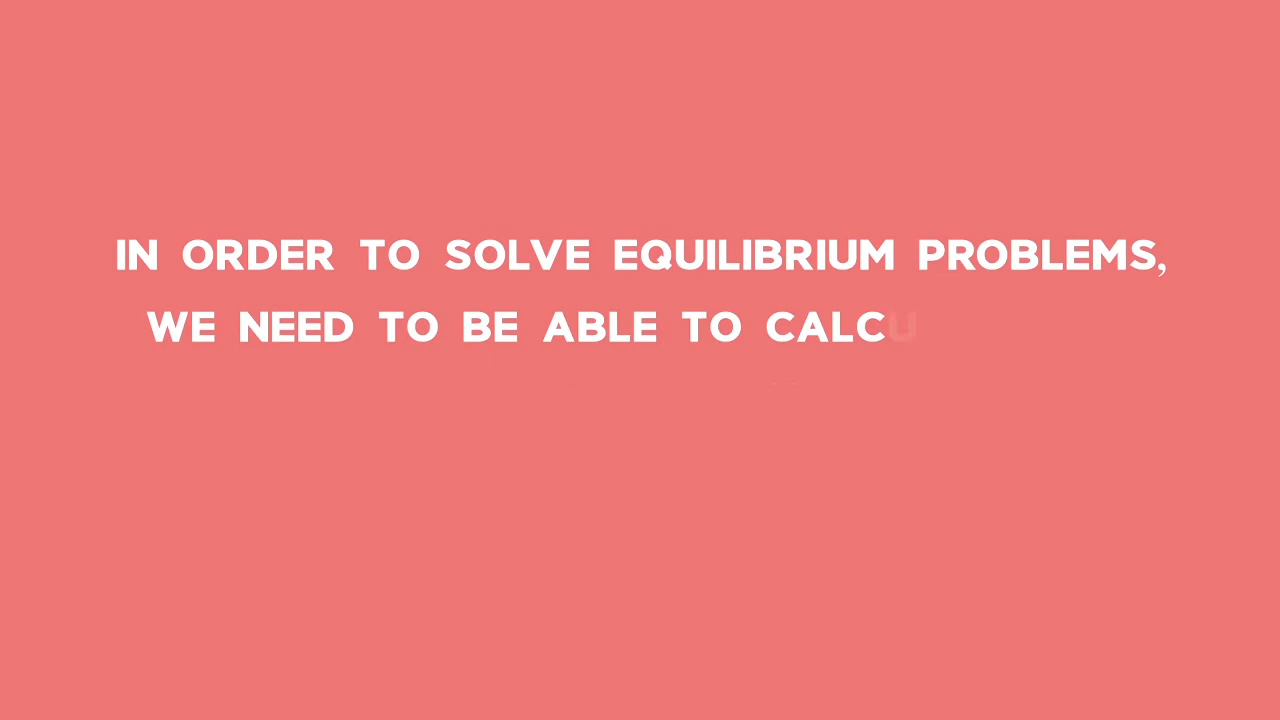 IN ORDER TO SOLVE EQUILIBRIUM PROBLEMS,
WE NEED TO BE ABLE TO CALCU